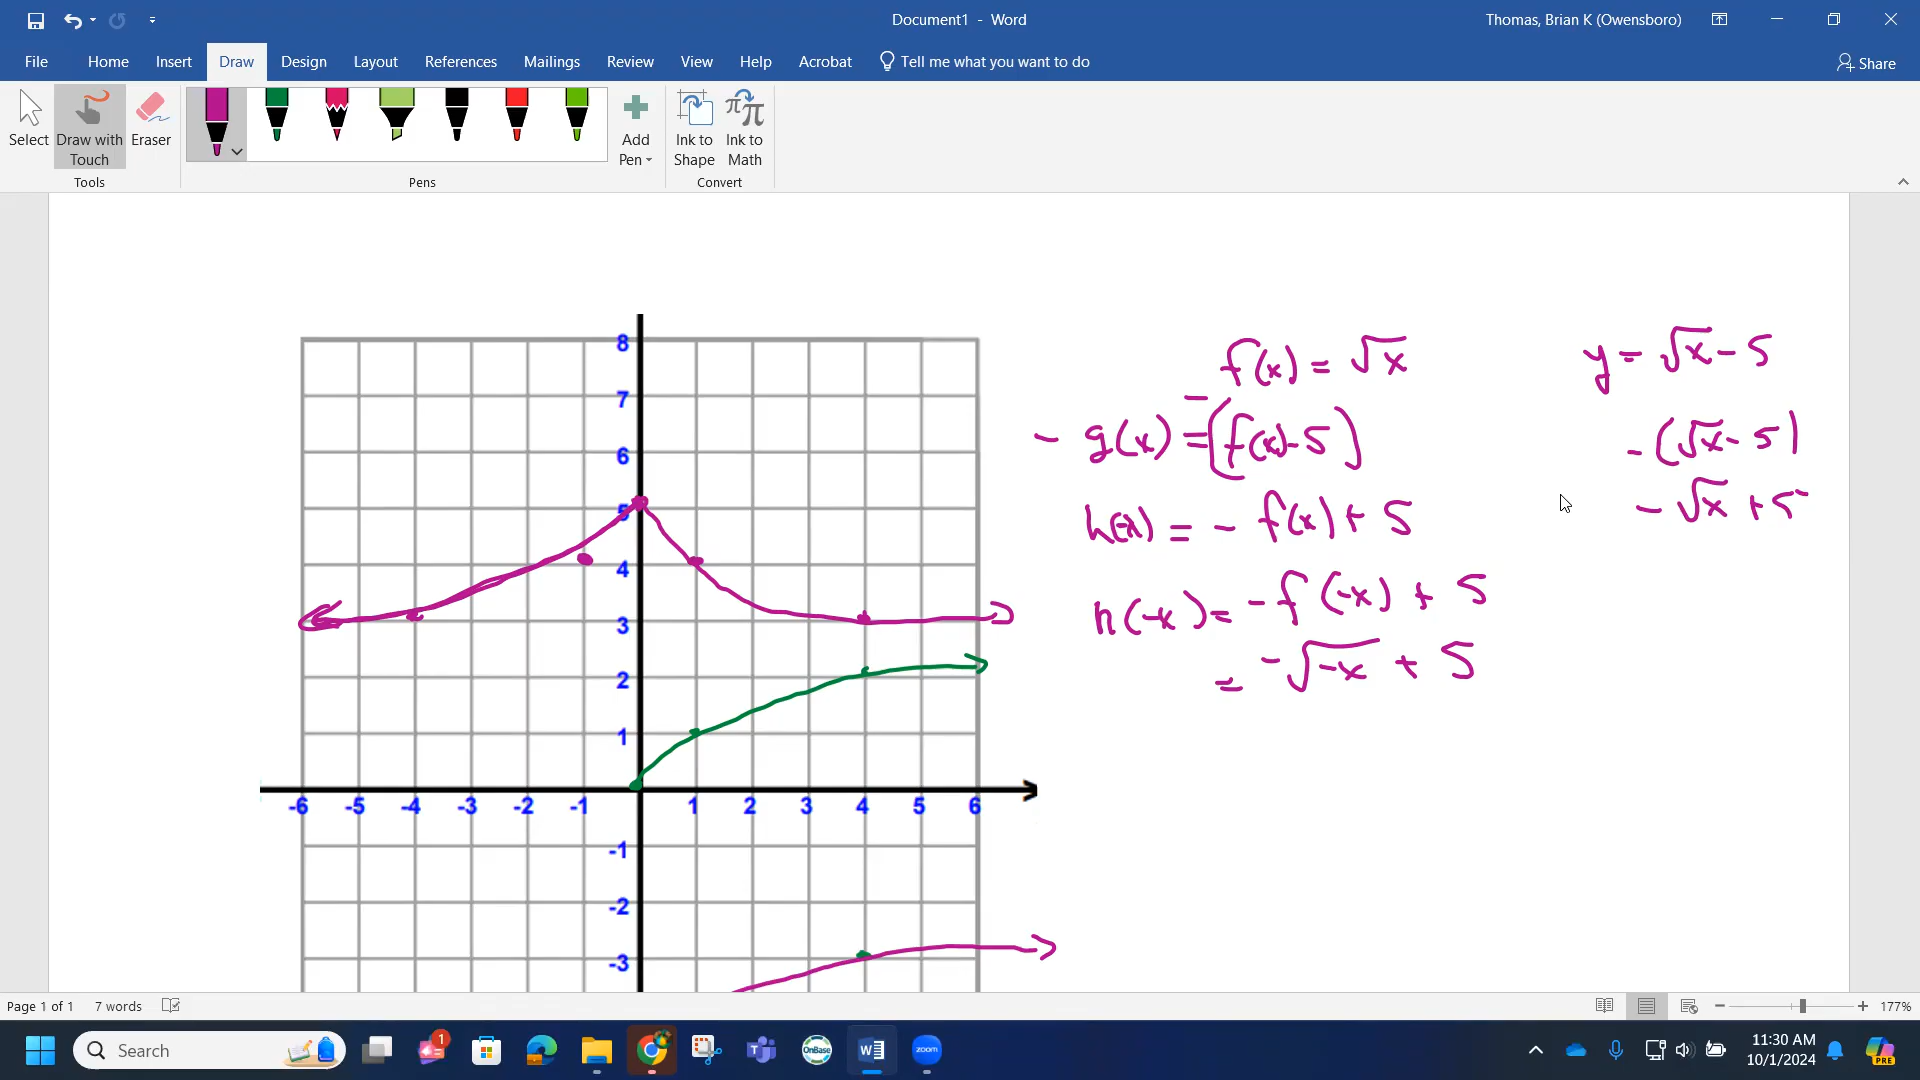 Document1 - Word
Thomas, Brian K (Owensboro)
File Home Insert Draw Design Layout References Mailings Review View Help Acrobat Tell me what you want to do
Share
Select
Draw with Touch
Eraser
Tools
Pens
Add Pen
Ink to Shape
Ink to Math
Convert
8
7
6
5
4
3
2
1
-6 -5 -4 -3 -2 -1 1 2 3 4 5 6
-1
-2
-3
f(x) = √x
- g(x) = -(f(x)-5)
h(x) = - f(x) + 5
h(-x) = -f(-x) + 5
= -√-x + 5
y = √x - 5
-(√x - 5)
- √x + 5
Page 1 of 1 7 words
177%
Search
1
OnBase
zoom
PRE
11:30 AM
10/1/2024